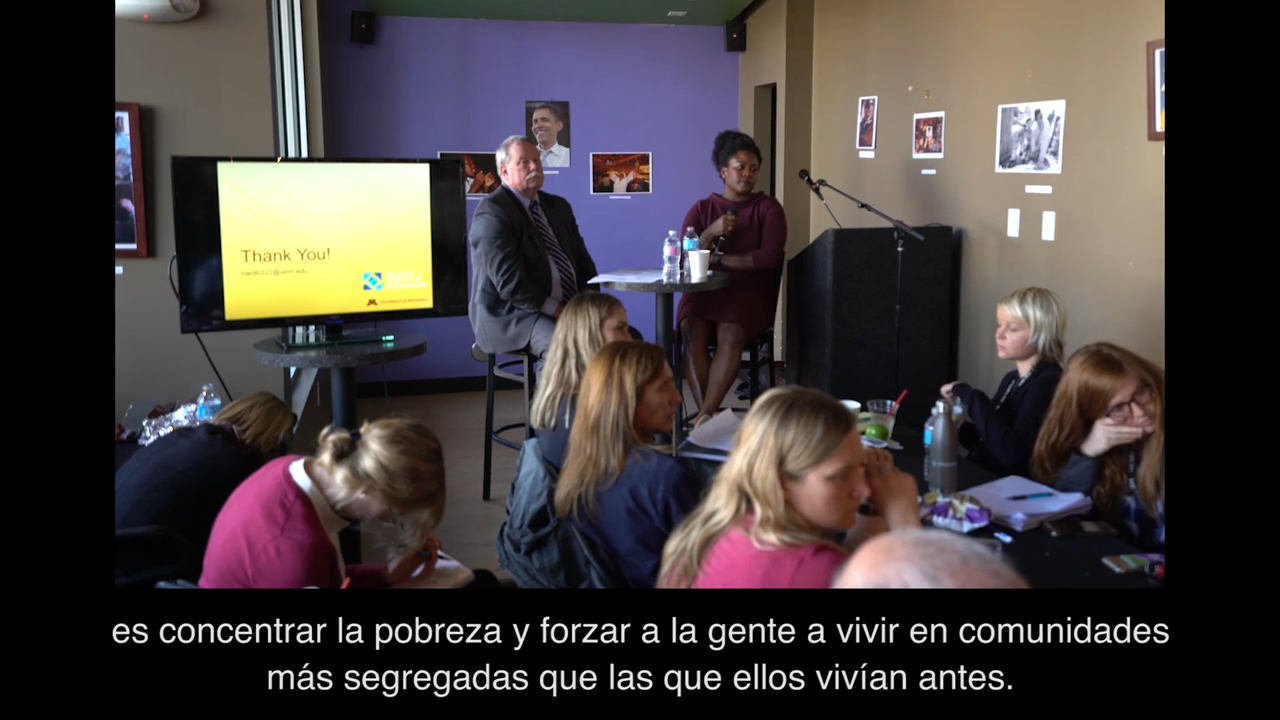 Thank You!
es concentrar la pobreza y forzar a la gente a vivir en comunidades
más segregadas que las que ellos vivían antes.